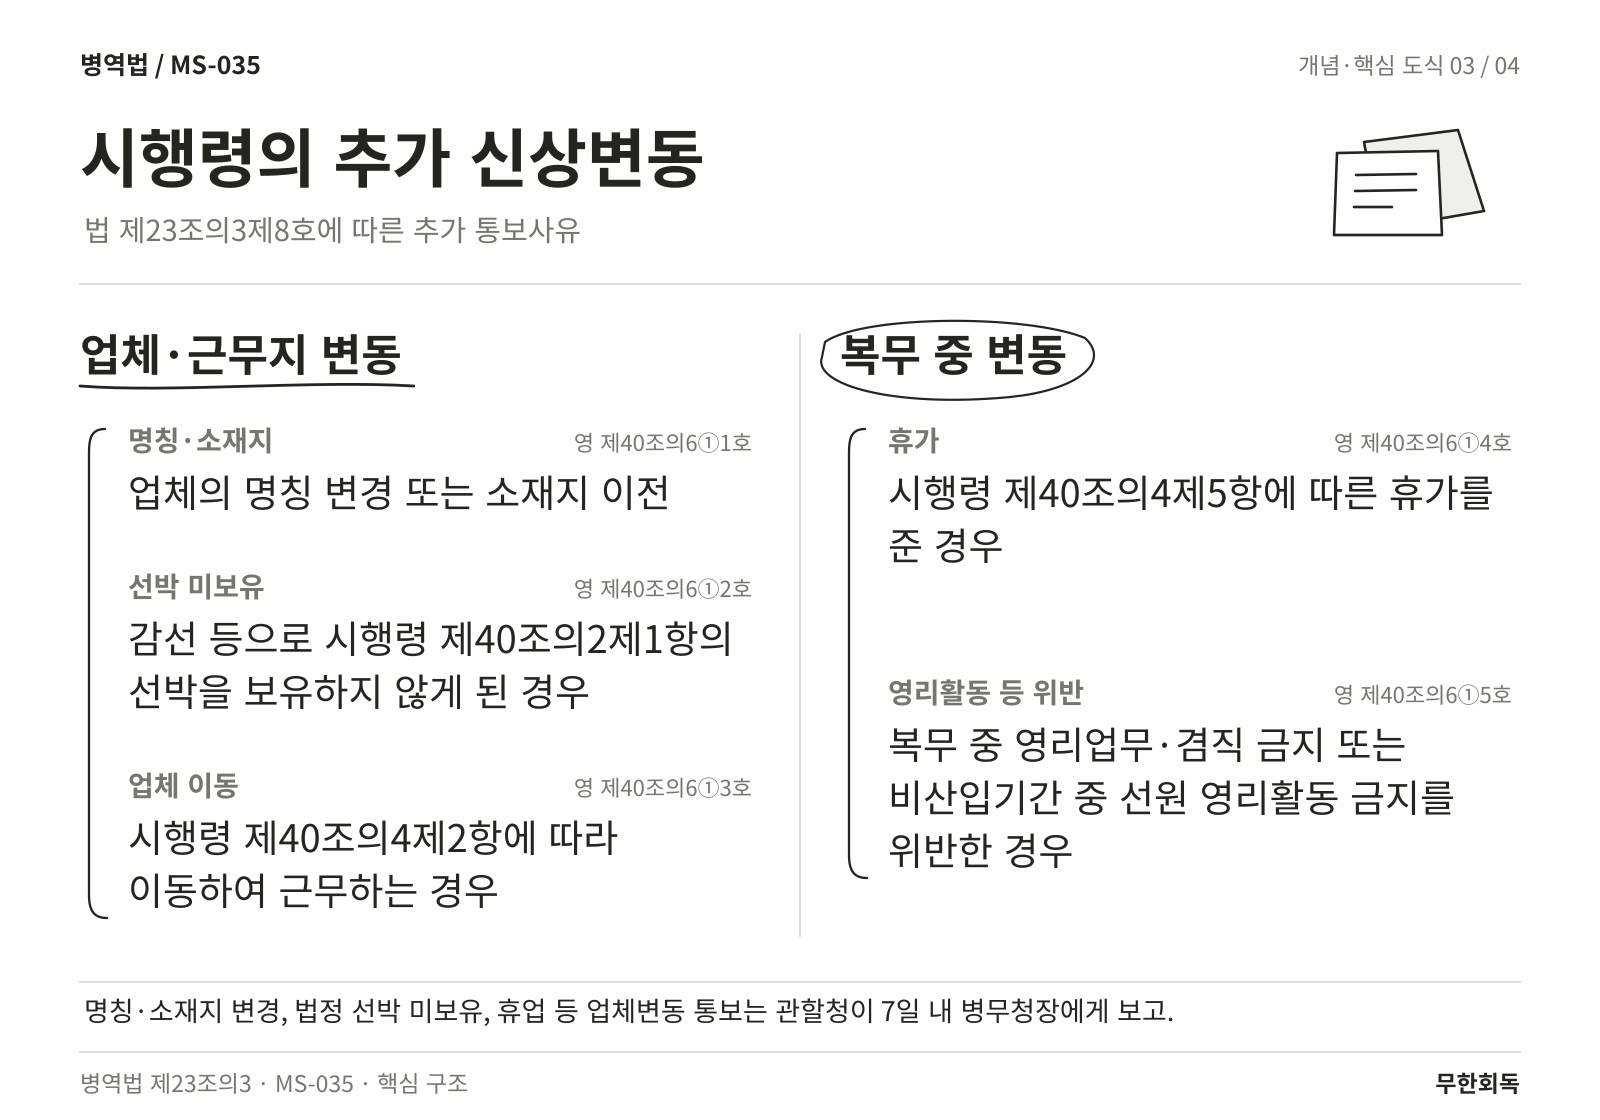 병역법 / MS-035
개념·핵심 도식 03 / 04
시행령의 추가 신상변동
법 제23조의3제8호에 따른 추가 통보사유
업체·근무지 변동
명칭·소재지
영 제40조의6①1호
업체의 명칭 변경 또는 소재지 이전
선박 미보유
영 제40조의6①2호
감선 등으로 시행령 제40조의2제1항의
선박을 보유하지 않게 된 경우
업체 이동
영 제40조의6①3호
시행령 제40조의4제2항에 따라
이동하여 근무하는 경우
복무 중 변동
휴가
영 제40조의6①4호
시행령 제40조의4제5항에 따른 휴가를
준 경우
영리활동 등 위반
영 제40조의6①5호
복무 중 영리업무·겸직 금지 또는
비산입기간 중 선원 영리활동 금지를
위반한 경우
명칭·소재지 변경, 법정 선박 미보유, 휴업 등 업체변동 통보는 관할청이 7일 내 병무청장에게 보고.
병역법 제23조의3 · MS-035 · 핵심 구조
무한회독